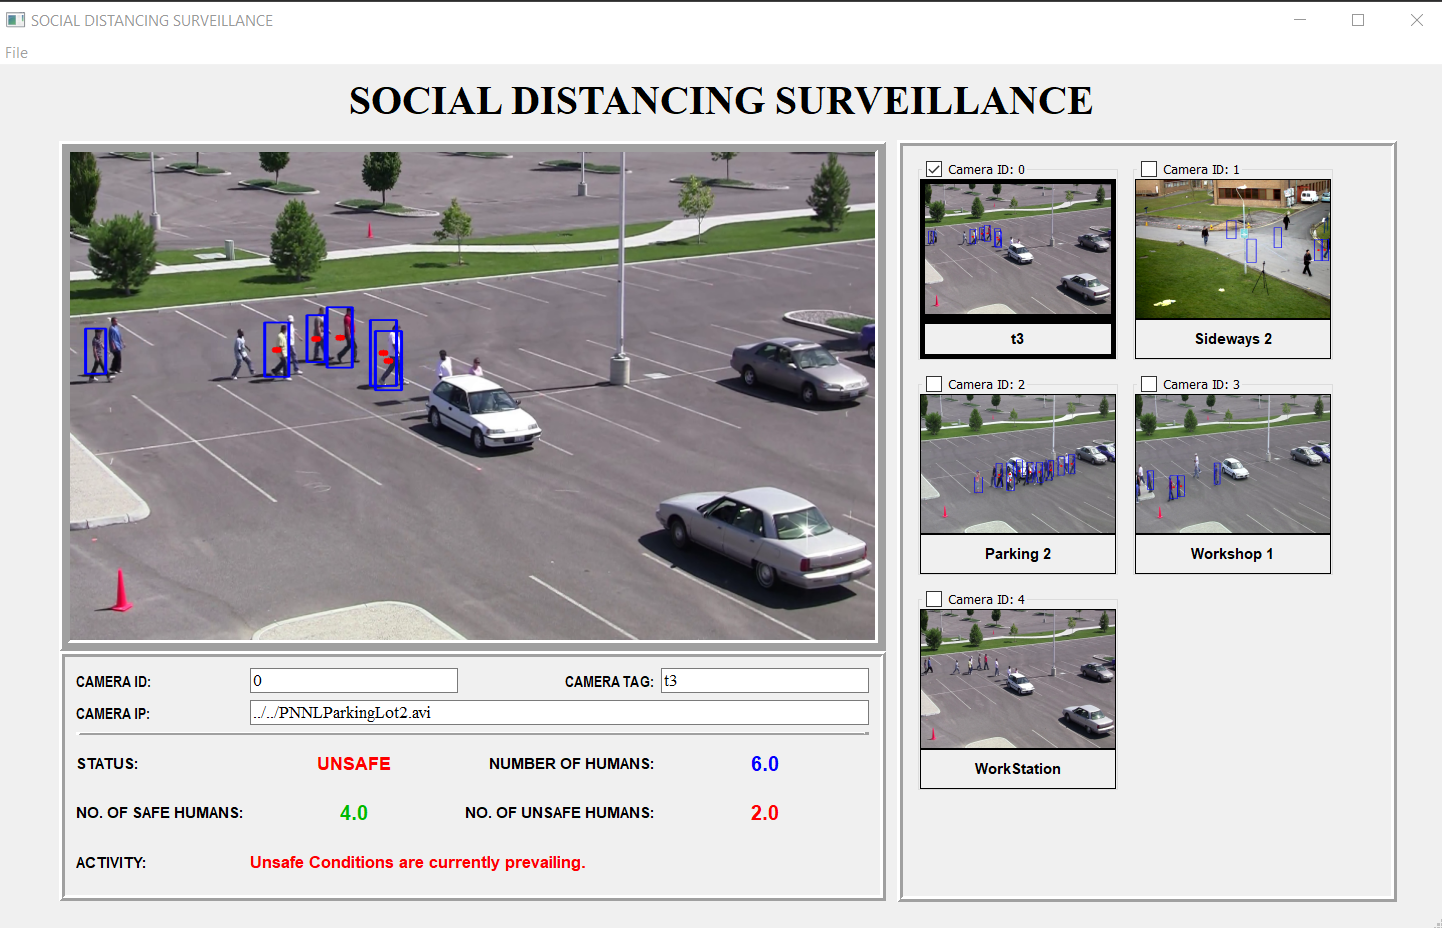 SOCIAL DISTANCING SURVEILLANCE
File
SOCIAL DISTANCING SURVEILLANCE
Camera ID: 0
Camera ID: 1
t3
Sideways 2
Camera ID: 2
Camera ID: 3
Parking 2
Workshop 1
Camera ID: 4
WorkStation
CAMERA ID: 0 CAMERA TAG: t3
CAMERA IP: ../../PNNLParkingLot2.avi
STATUS: UNSAFE NUMBER OF HUMANS: 6.0
NO. OF SAFE HUMANS: 4.0 NO. OF UNSAFE HUMANS: 2.0
ACTIVITY: Unsafe Conditions are currently prevailing.